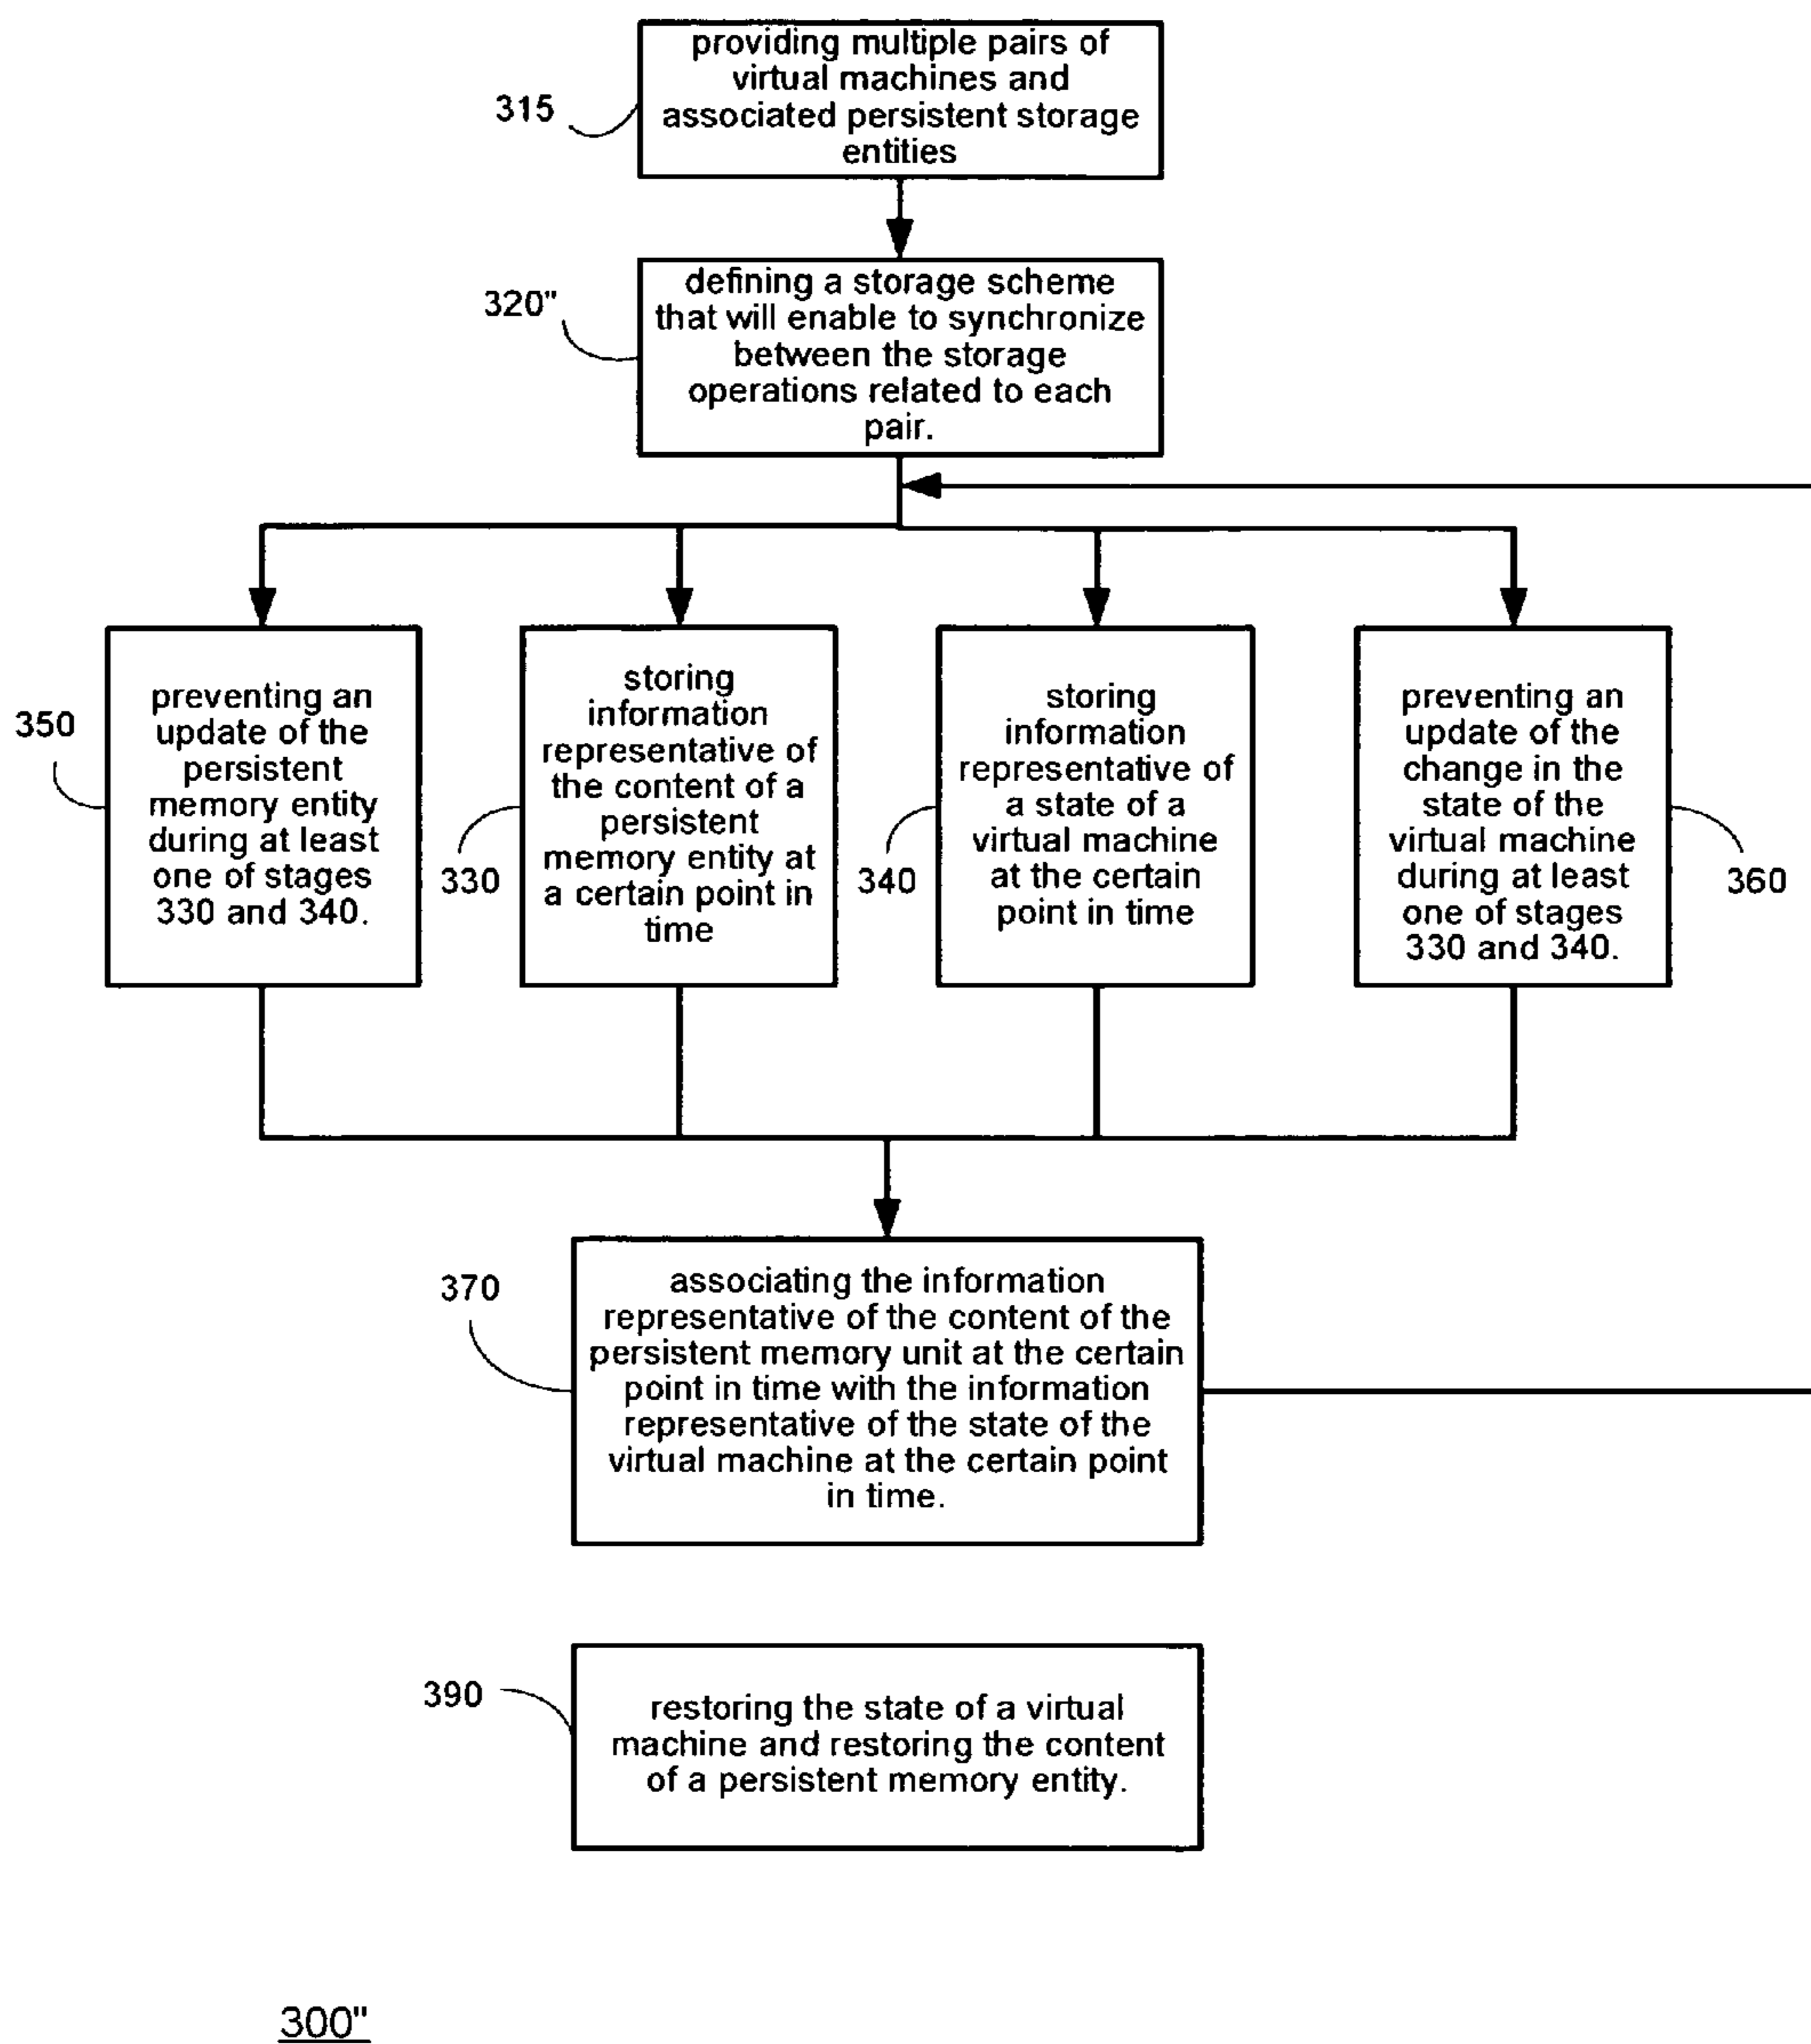 providing multiple pairs of
virtual machines and
associated persistent storage
entities
315
defining a storage scheme
that will enable to synchronize
between the storage
operations related to each
pair.
320"
preventing an
update of the
persistent
memory entity
during at least
one of stages
330 and 340.
350
storing
information
representative of
the content of a
persistent
memory entity at
a certain point in
time
330
storing
information
representative of
a state of a
virtual machine
at the certain
point in time
340
preventing an
update of the
change in the
state of the
virtual machine
during at least
one of stages
330 and 340.
360
associating the information
representative of the content of the
persistent memory unit at the certain
point in time with the information
representative of the state of the
virtual machine at the certain point
in time.
370
restoring the state of a virtual
machine and restoring the content
of a persistent memory entity.
390
300"